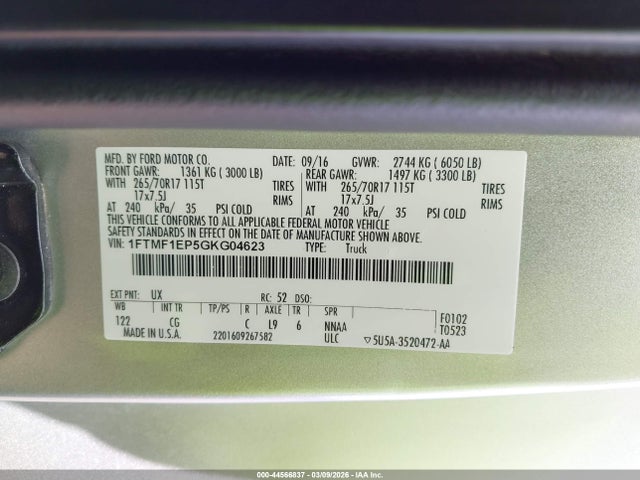 MFD. BY FORD MOTOR CO. DATE: 09/16 GVWR: 2744 KG ( 6050 LB)
FRONT GAWR: 1361 KG ( 3000 LB) REAR GAWR: 1497 KG ( 3300 LB)
WITH 265/70R17 115T TIRES WITH 265/70R17 115T TIRES
17x7.5J RIMS 17x7.5J RIMS
AT 240 kPa/ 35 PSI COLD AT 240 kPa/ 35 PSI COLD
THIS VEHICLE CONFORMS TO ALL APPLICABLE FEDERAL MOTOR VEHICLE
SAFETY STANDARDS IN EFFECT ON THE DATE OF MANUFACTURE SHOWN ABOVE.
VIN: 1FTMF1EP5GKG04623 TYPE: Truck
EXT PNT: UX RC: 52 DSO:
WB INT TR TP/PS R AXLE TR SPR F0102
122 CG C L9 6 NNAA T0523
MADE IN U.S.A. 2201609267582 ULC ▽5U5A-3520472-AA
000-44566837 - 03/09/2026 - IAA Inc.